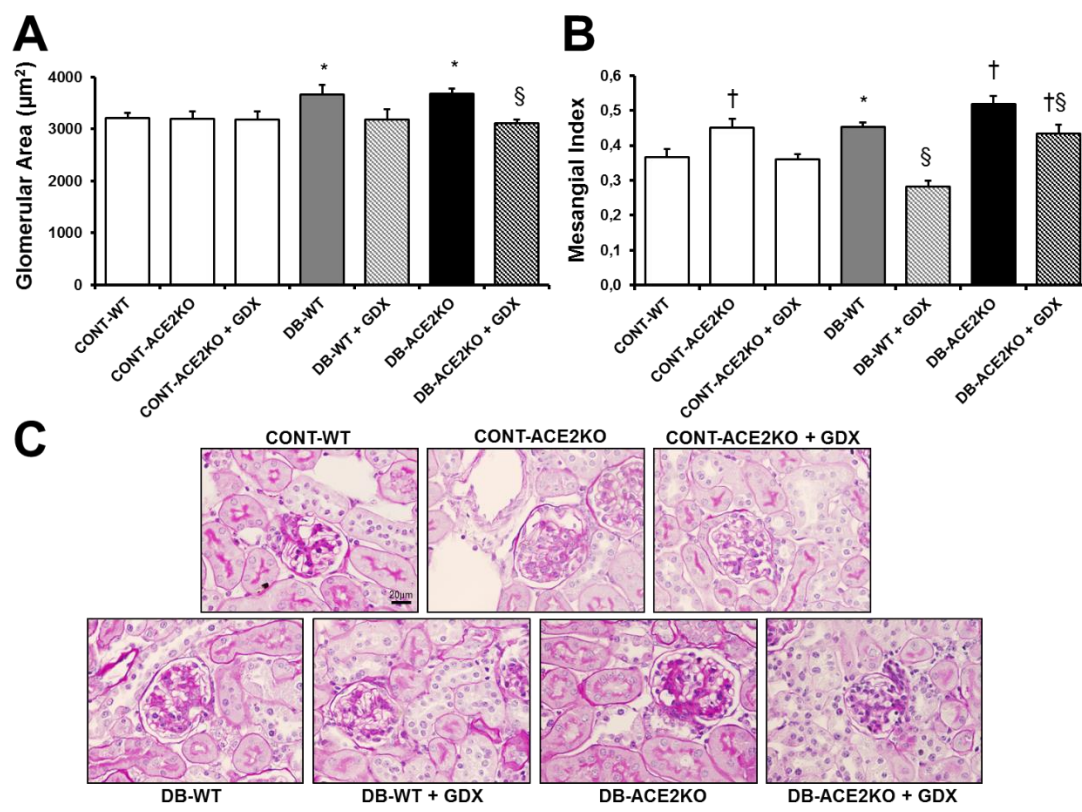 A
Glomerular Area (µm²)
4000
3000
2000
1000
0
*
*
§
CONT-WT
CONT-ACE2KO
CONT-ACE2KO + GDX
DB-WT
DB-WT + GDX
DB-ACE2KO
DB-ACE2KO + GDX
B
Mesangial Index
0,6
0,5
0,4
0,3
0,2
0,1
0,0
†
*
§
†
†§
CONT-WT
CONT-ACE2KO
CONT-ACE2KO + GDX
DB-WT
DB-WT + GDX
DB-ACE2KO
DB-ACE2KO + GDX
C
CONT-WT
CONT-ACE2KO
CONT-ACE2KO + GDX
20µm
DB-WT
DB-WT + GDX
DB-ACE2KO
DB-ACE2KO + GDX